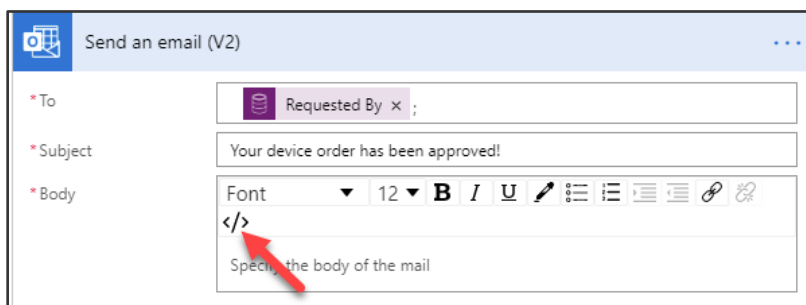 Send an email (V2)
* To
Requested By × ;
* Subject
Your device order has been approved!
* Body
Font 12 B I U
</>
Specify the body of the mail